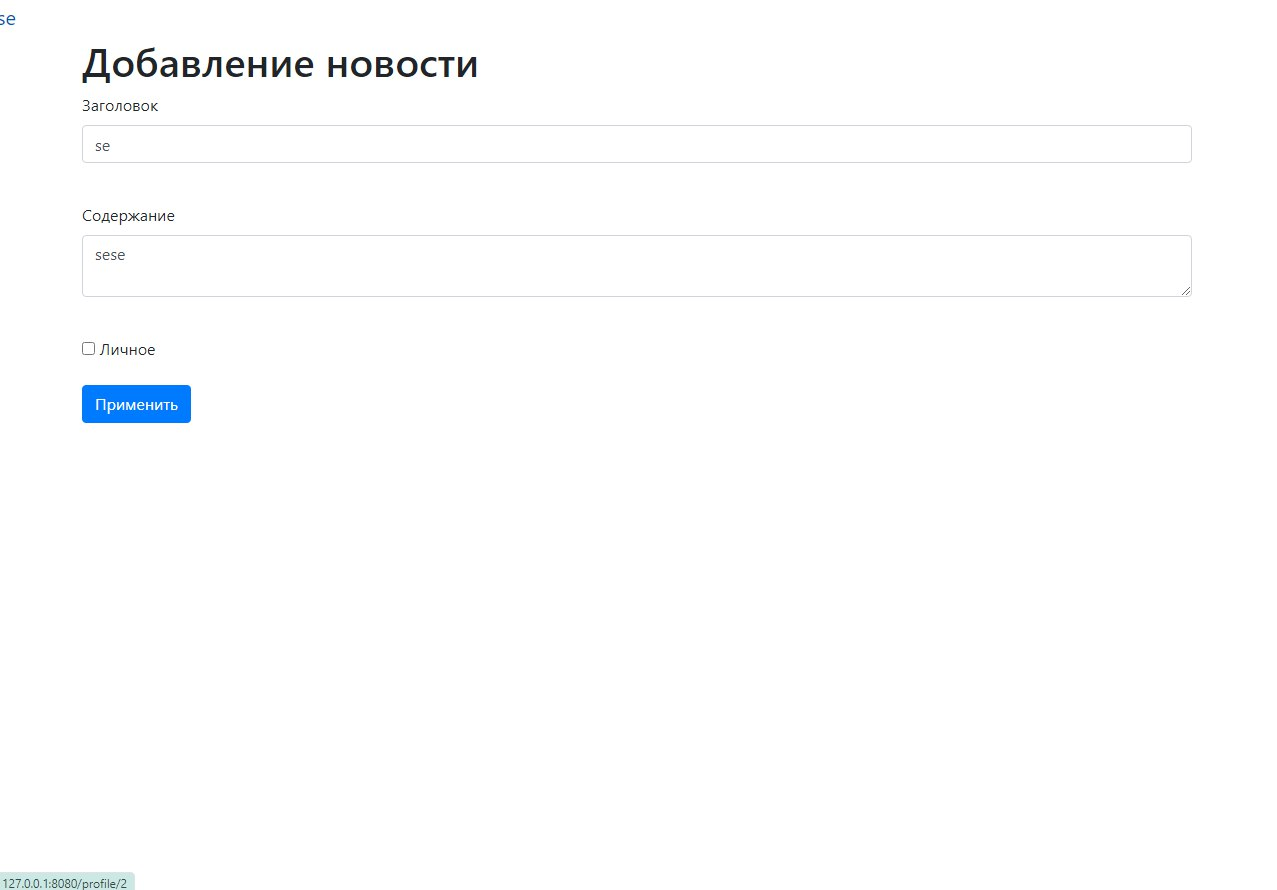 se
Добавление новости
Заголовок
se
Содержание
sese
Личное
Применить
127.0.0.1:8080/profile/2